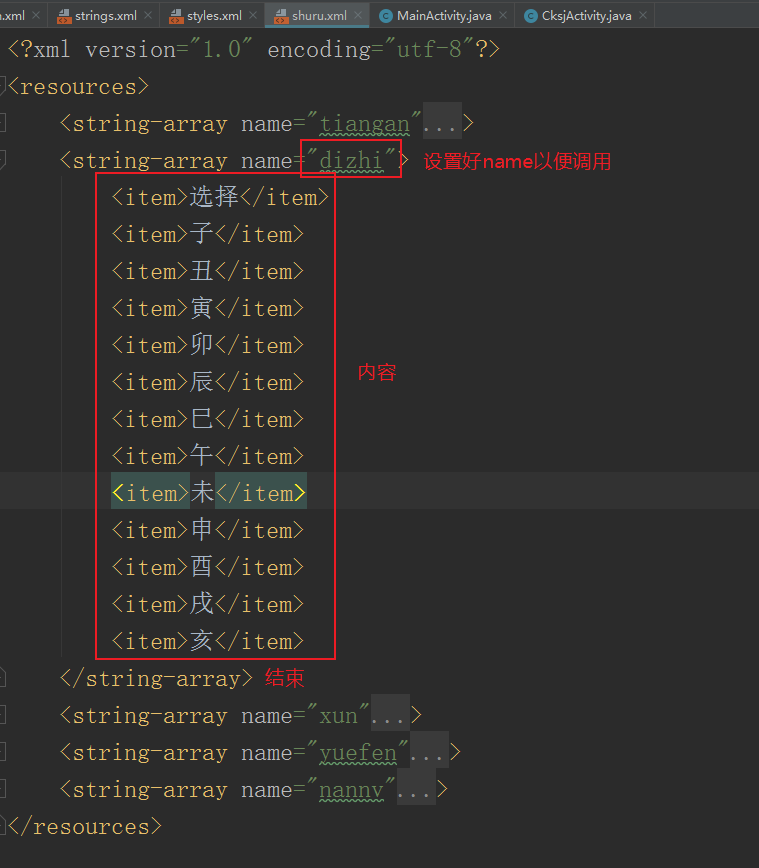 .xml strings.xml styles.xml shuru.xml MainActivity.java CksjActivity.java
<?xml version="1.0" encoding="utf-8"?>
<resources>
<string-array name="tiangan"...>
<string-array name="dizhi"> 设置好name以便调用
<item>选择</item>
<item>子</item>
<item>丑</item>
<item>寅</item>
<item>卯</item> 内容
<item>辰</item>
<item>巳</item>
<item>午</item>
<item>未</item>
<item>申</item>
<item>酉</item>
<item>戌</item>
<item>亥</item>
</string-array> 结束
<string-array name="xun"...>
<string-array name="yuefen"...>
<string-array name="nannv"...>
</resources>